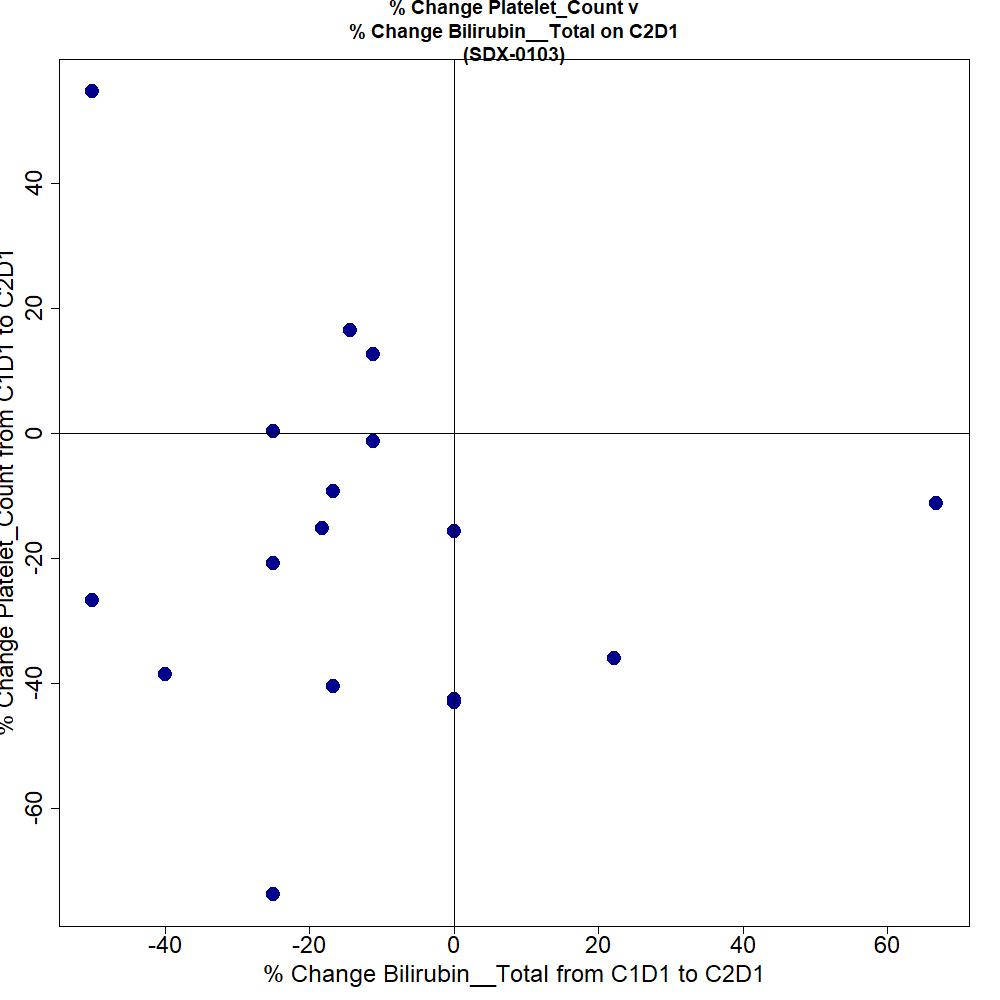 % Change Platelet_Count v
% Change Bilirubin__Total on C2D1
(SDX-0103)
% Change Platelet_Count from C1D1 to C2D1
40
20
0
-20
-40
-60
-40
-20
0
20
40
60
% Change Bilirubin__Total from C1D1 to C2D1